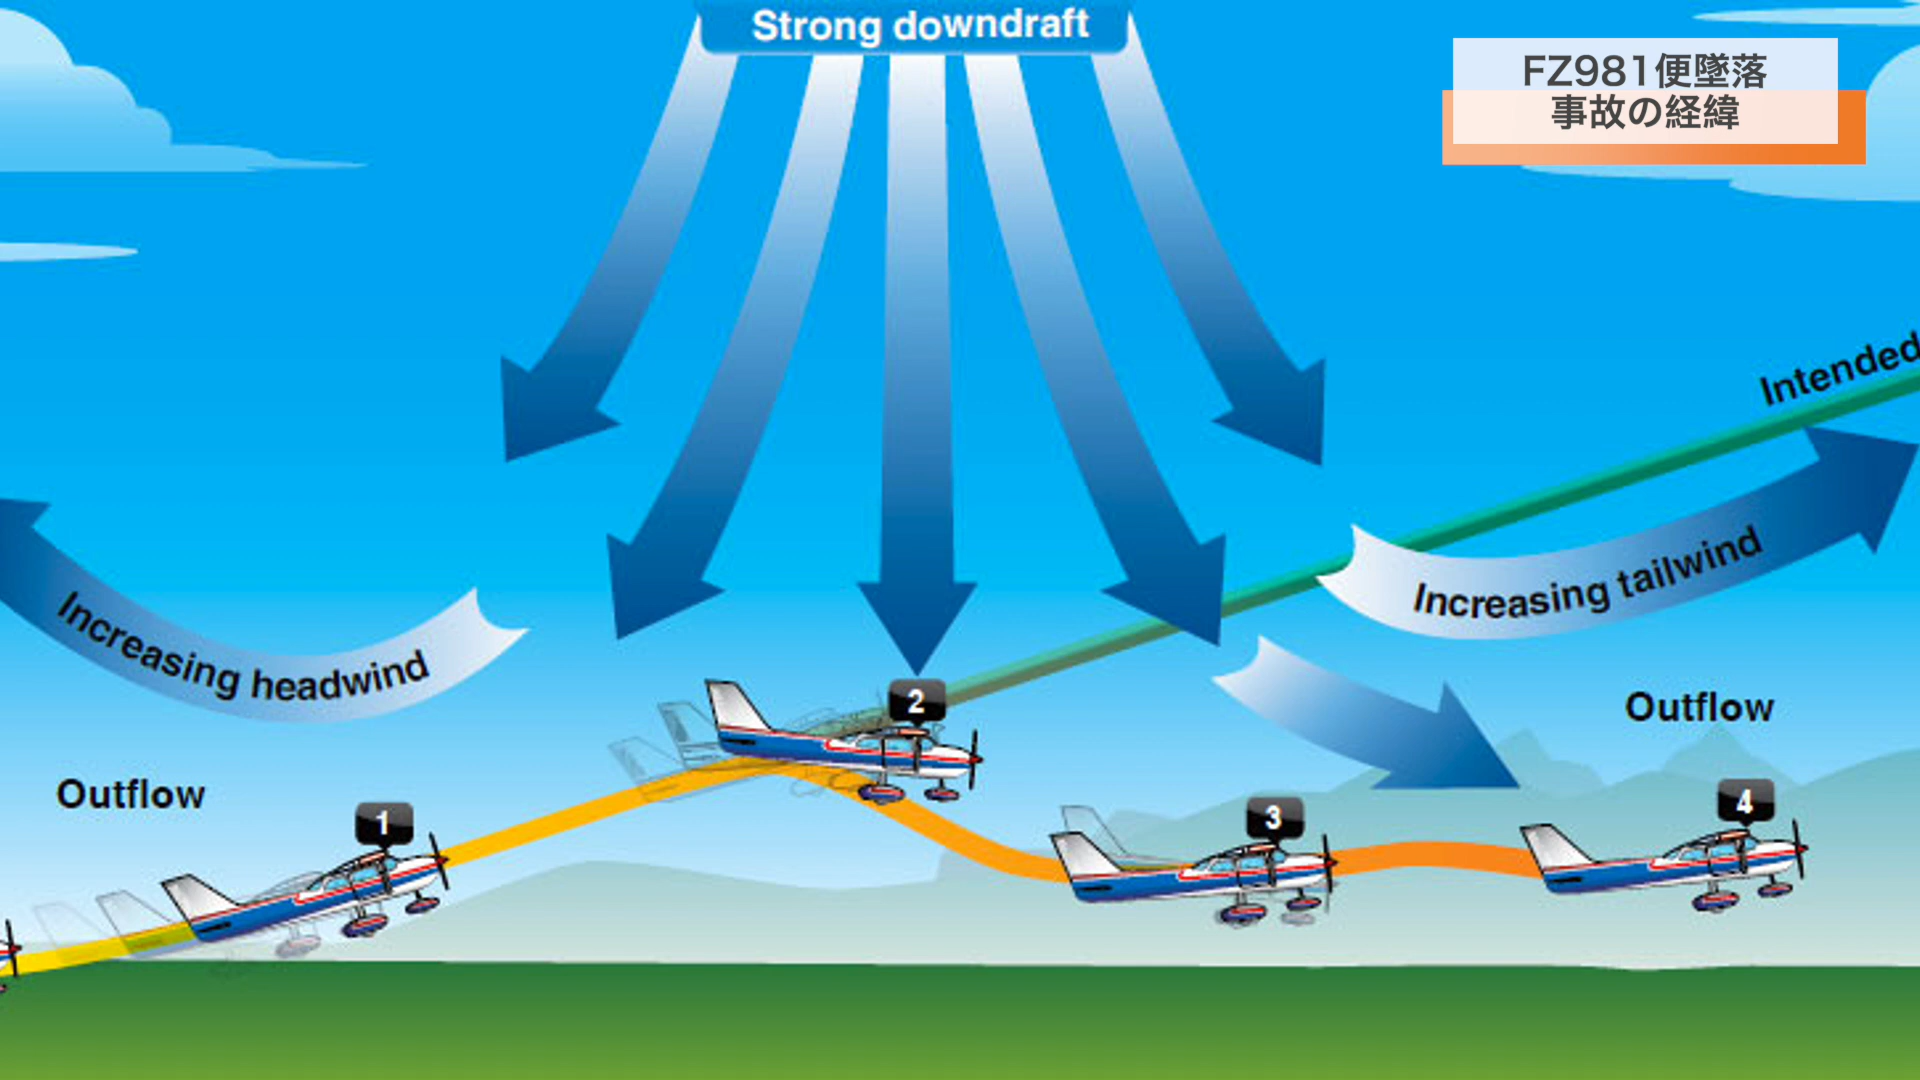 Strong downdraft
FZ981便墜落
事故の経緯
Intended
Increasing tailwind
Increasing headwind
Outflow
Outflow
1
2
3
4